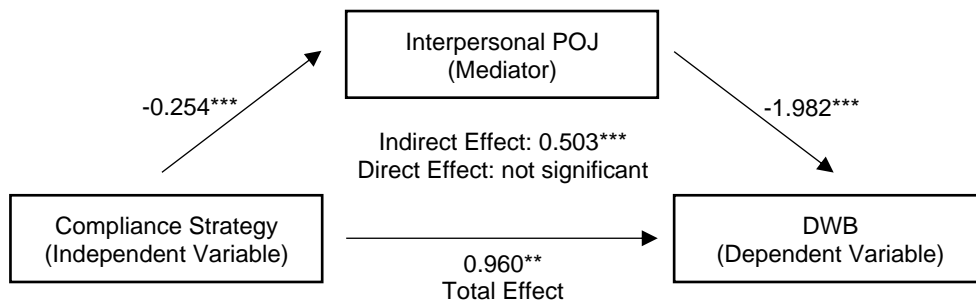 Interpersonal POJ
(Mediator)
-0.254***
-1.982***
Indirect Effect: 0.503***
Direct Effect: not significant
Compliance Strategy
(Independent Variable)
DWB
(Dependent Variable)
0.960**
Total Effect